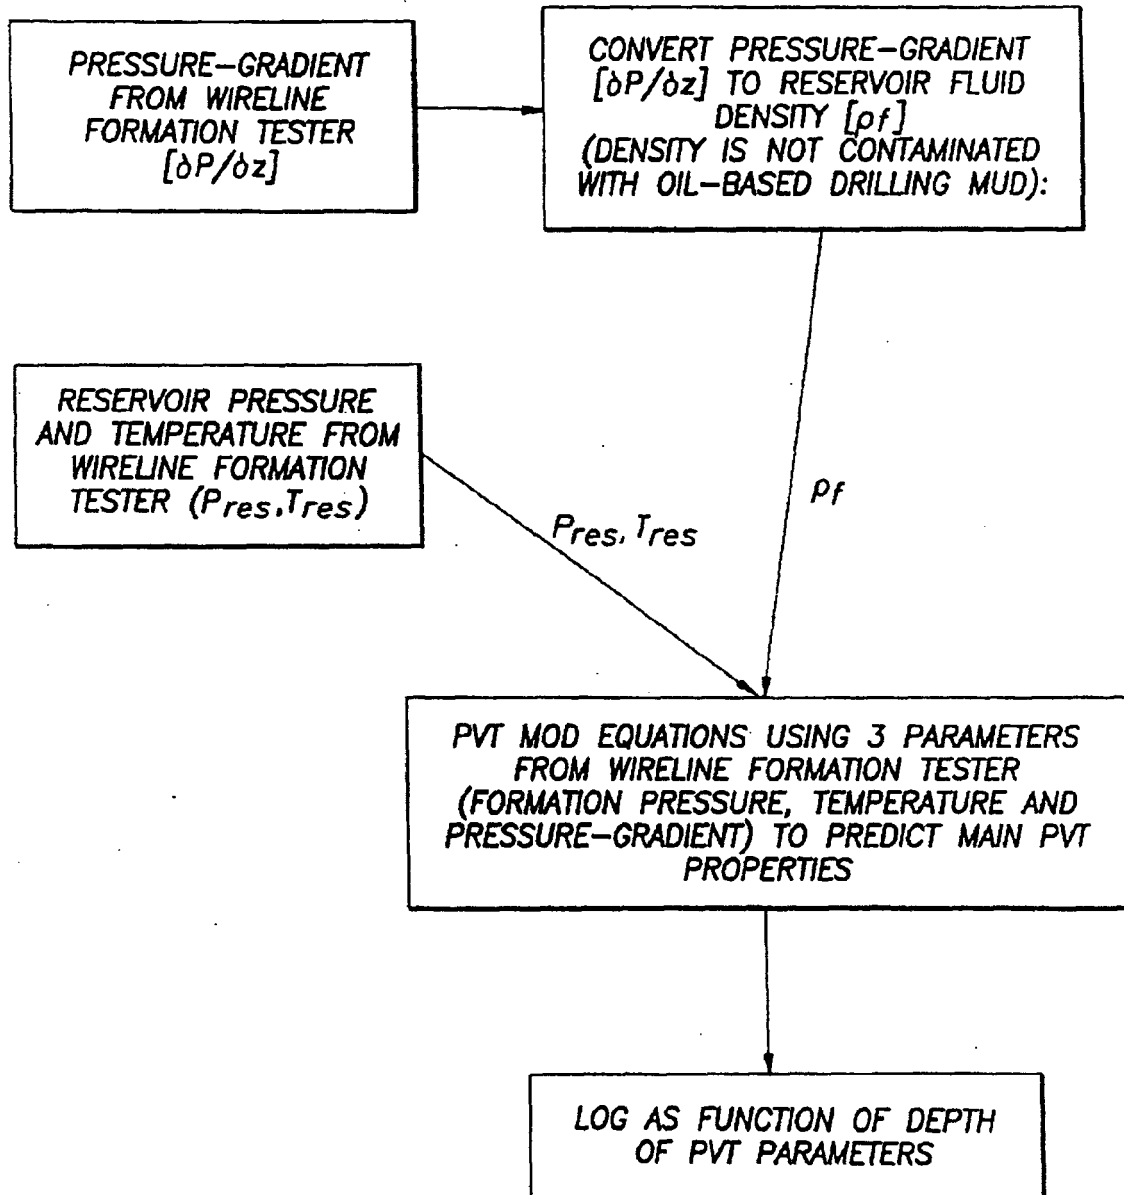 PRESSURE–GRADIENT
FROM WIRELINE
FORMATION TESTER
[∂P/∂z]
CONVERT PRESSURE–GRADIENT
[∂P/∂z] TO RESERVOIR FLUID
DENSITY [ρf]
(DENSITY IS NOT CONTAMINATED
WITH OIL–BASED DRILLING MUD):
RESERVOIR PRESSURE
AND TEMPERATURE FROM
WIRELINE FORMATION
TESTER (Pres,Tres)
Pres, Tres
ρf
PVT MOD EQUATIONS USING 3 PARAMETERS
FROM WIRELINE FORMATION TESTER
(FORMATION PRESSURE, TEMPERATURE AND
PRESSURE–GRADIENT) TO PREDICT MAIN PVT
PROPERTIES
LOG AS FUNCTION OF DEPTH
OF PVT PARAMETERS